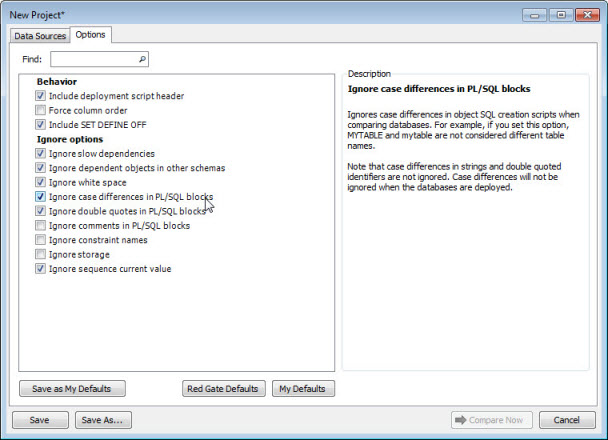 New Project*
Data Sources
Options
Find:
Behavior
Include deployment script header
Force column order
Include SET DEFINE OFF
Ignore options
Ignore slow dependencies
Ignore dependent objects in other schemas
Ignore white space
Ignore case differences in PL/SQL blocks
Ignore double quotes in PL/SQL blocks
Ignore comments in PL/SQL blocks
Ignore constraint names
Ignore storage
Ignore sequence current value
Description
Ignore case differences in PL/SQL blocks
Ignores case differences in object SQL creation scripts when
comparing databases. For example, if you set this option,
MYTABLE and mytable are not considered different table
names.
Note that case differences in strings and double quoted
identifiers are not ignored. Case differences will not be
ignored when the databases are deployed.
Save as My Defaults
Red Gate Defaults
My Defaults
Save
Save As...
Compare Now
Cancel